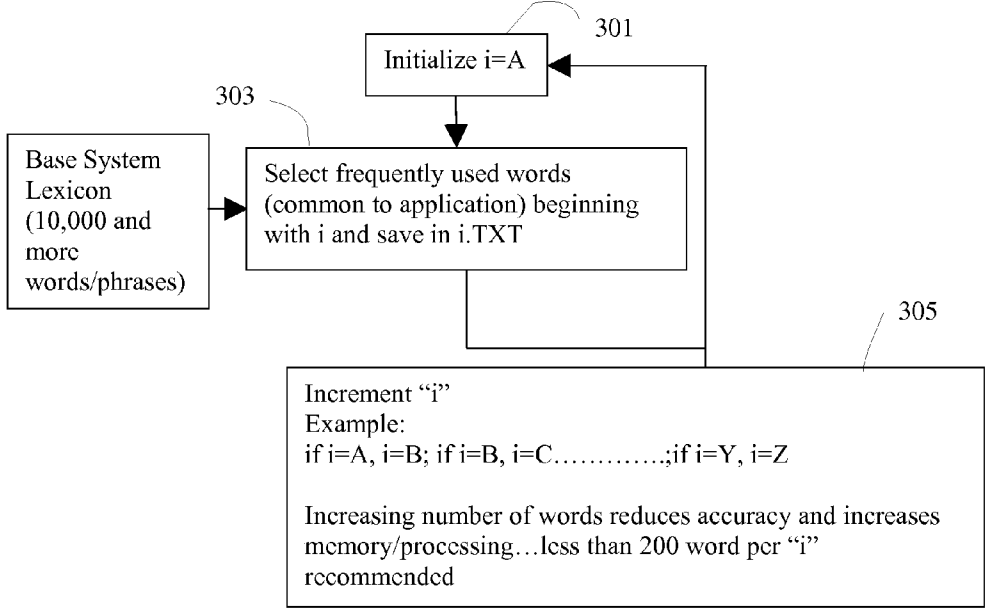 301
Initialize i=A
303
Base System
Lexicon
(10,000 and
more
words/phrases)
Select frequently used words
(common to application) beginning
with i and save in i.TXT
305
Increment “i”
Example:
if i=A, i=B; if i=B, i=C………….;if i=Y, i=Z
Increasing number of words reduces accuracy and increases
memory/processing…less than 200 word per “i”
recommended